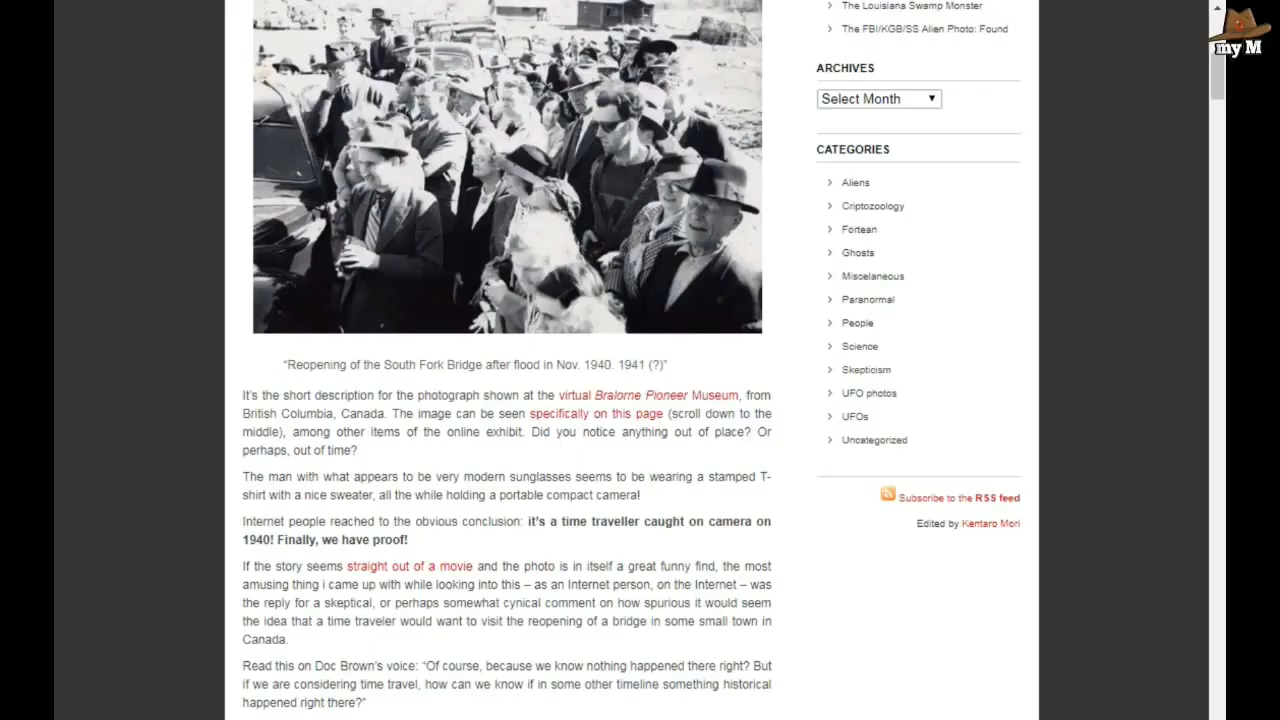 The Louisiana Swamp Monster
The FBI/KGB/SS Alien Photo: Found
my M
ARCHIVES
Select Month
CATEGORIES
Aliens
Criptozoology
Fortean
Ghosts
Miscelaneous
Paranormal
People
Science
Skepticism
UFO photos
UFOs
Uncategorized
Subscribe to the RSS feed
Edited by Kentaro Mori
“Reopening of the South Fork Bridge after flood in Nov. 1940. 1941 (?)”
It’s the short description for the photograph shown at the virtual Bralorne Pioneer Museum, from
British Columbia, Canada. The image can be seen specifically on this page (scroll down to the
middle), among other items of the online exhibit. Did you notice anything out of place? Or
perhaps, out of time?
The man with what appears to be very modern sunglasses seems to be wearing a stamped T-
shirt with a nice sweater, all the while holding a portable compact camera!
Internet people reached to the obvious conclusion: it’s a time traveller caught on camera on
1940! Finally, we have proof!
If the story seems straight out of a movie and the photo is in itself a great funny find, the most
amusing thing i came up with while looking into this – as an Internet person, on the Internet – was
the reply for a skeptical, or perhaps somewhat cynical comment on how spurious it would seem
the idea that a time traveler would want to visit the reopening of a bridge in some small town in
Canada.
Read this on Doc Brown’s voice: “Of course, because we know nothing happened there right? But
if we are considering time travel, how can we know if in some other timeline something historical
happened right there?”